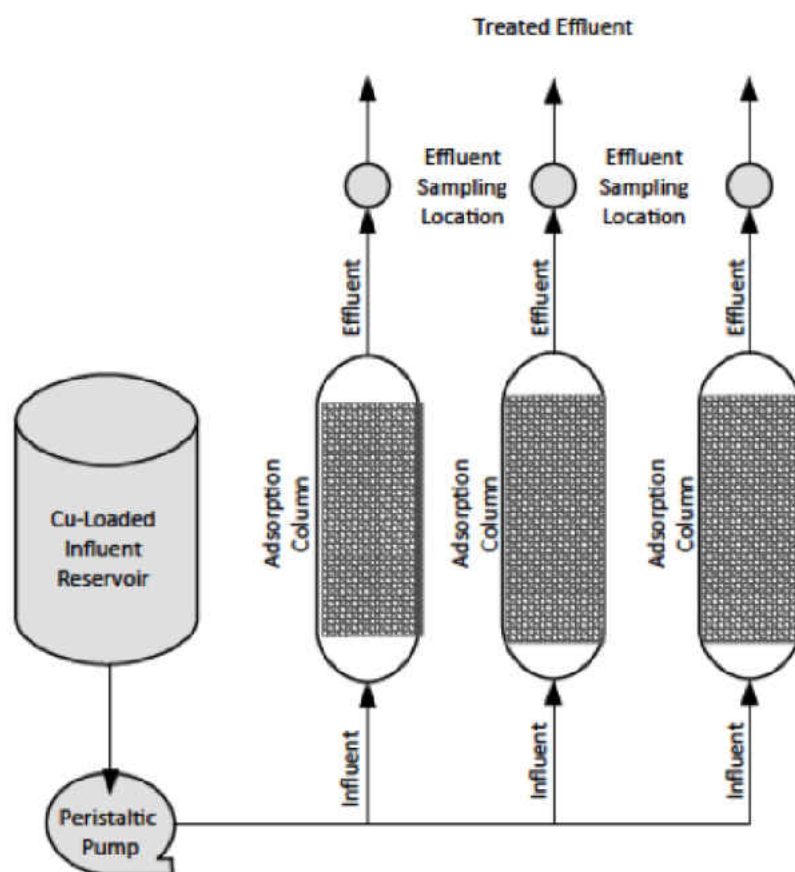 Treated Effluent
Effluent
Sampling
Location
Effluent
Sampling
Location
Effluent
Effluent
Effluent
Cu-Loaded
Influent
Reservoir
Adsorption
Column
Adsorption
Column
Adsorption
Column
Influent
Influent
Influent
Peristaltic
Pump